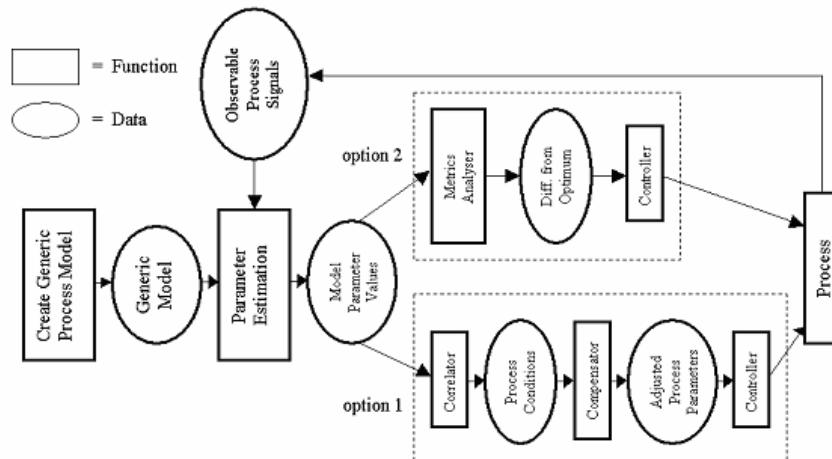 = Function
= Data
Observable
Process
Signals
option 2
Metrics
Analyser
Diff. from
Optimum
Controller
Create Generic
Process Model
Generic
Model
Parameter
Estimation
Model
Parameter
Values
Process
option 1
Correlator
Process
Conditions
Compensator
Adjusted
Process
Parameters
Controller